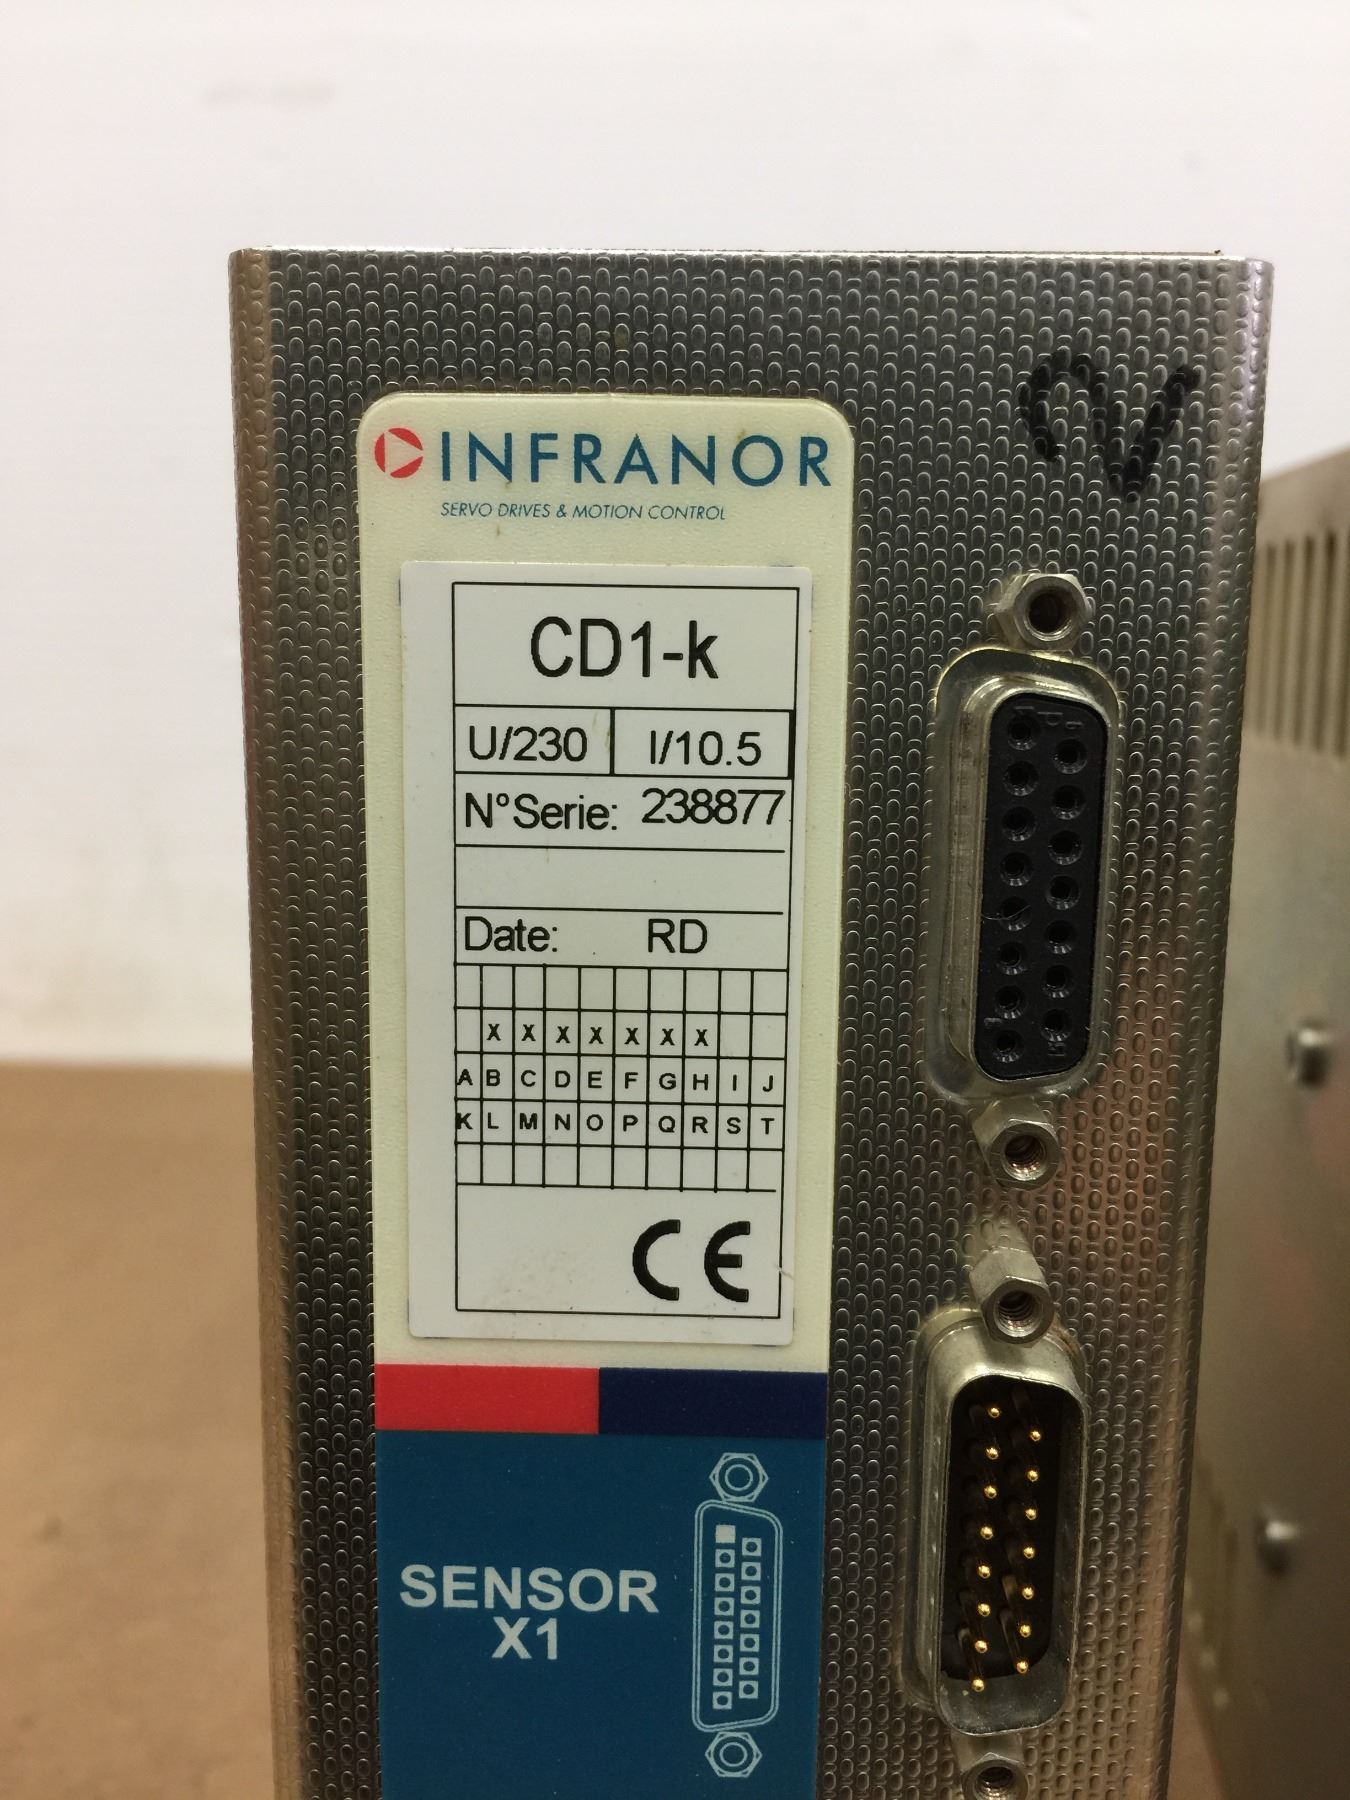 INFRANOR
SERVO DRIVES & MOTION CONTROL
CD1-k
U/230 I/10.5
N°Serie: 238877
Date: RD
X X X X X X X
A B C D E F G H I J
K L M N O P Q R S T
CE
SENSOR
X1